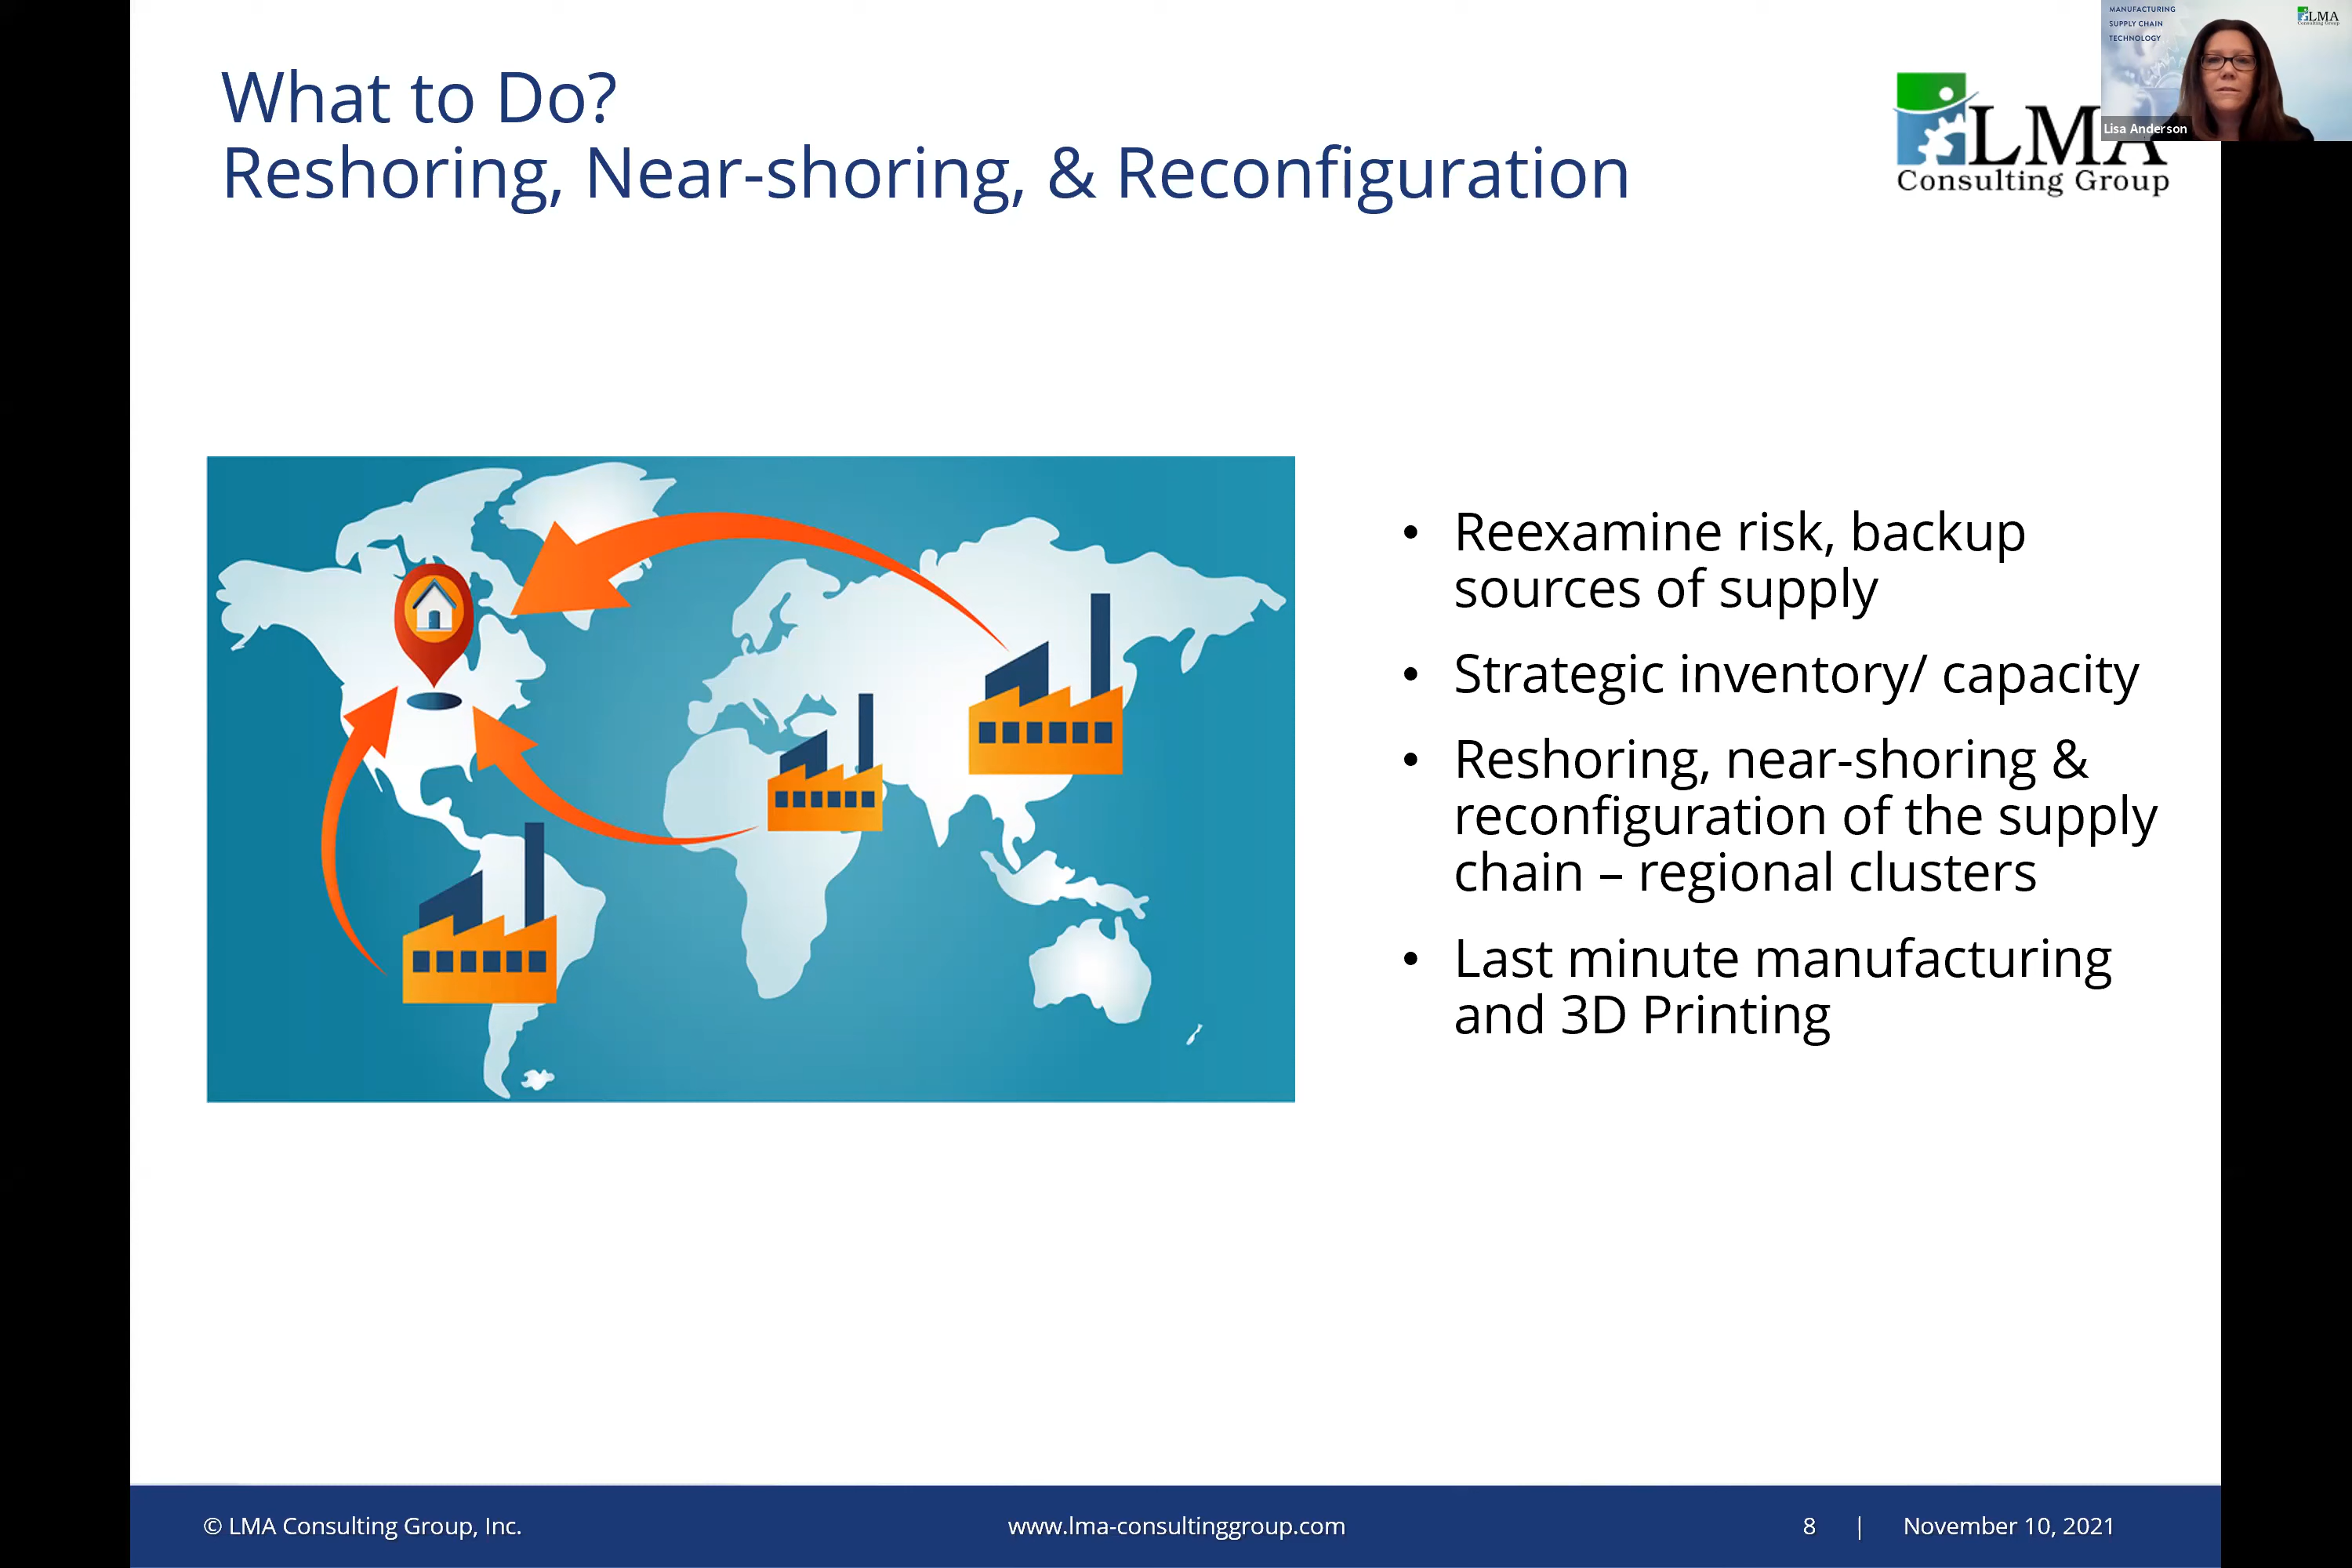 What to Do?
Reshoring, Near-shoring, & Reconfiguration
LMA
Consulting Group
MANUFACTURING
SUPPLY CHAIN
TECHNOLOGY
LMA
Consulting Group
Lisa Anderson
• Reexamine risk, backup
sources of supply
• Strategic inventory/ capacity
• Reshoring, near-shoring &
reconfiguration of the supply
chain – regional clusters
• Last minute manufacturing
and 3D Printing
© LMA Consulting Group, Inc.
www.lma-consultinggroup.com
8 | November 10, 2021